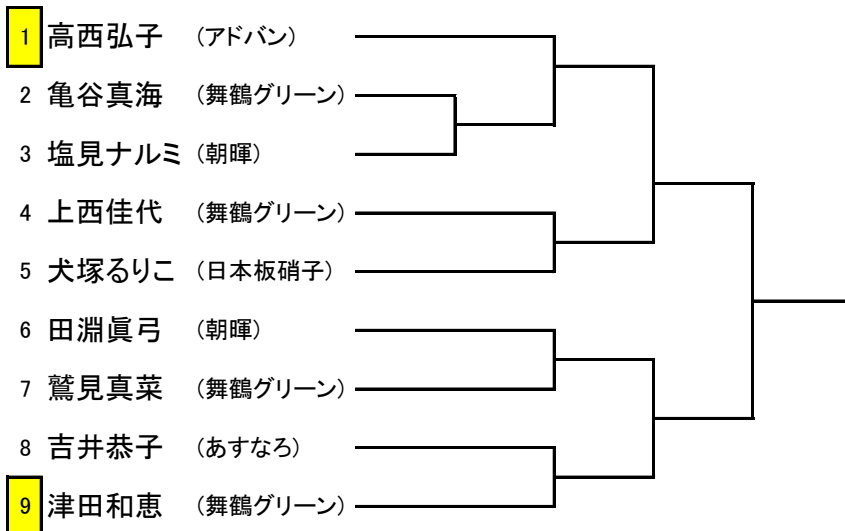 1 高西弘子 (アドバン)
2 亀谷真海 (舞鶴グリーン)
3 塩見ナルミ (朝暉)
4 上西佳代 (舞鶴グリーン)
5 犬塚るりこ (日本板硝子)
6 田淵眞弓 (朝暉)
7 鷲見真菜 (舞鶴グリーン)
8 吉井恭子 (あすなろ)
9 津田和恵 (舞鶴グリーン)